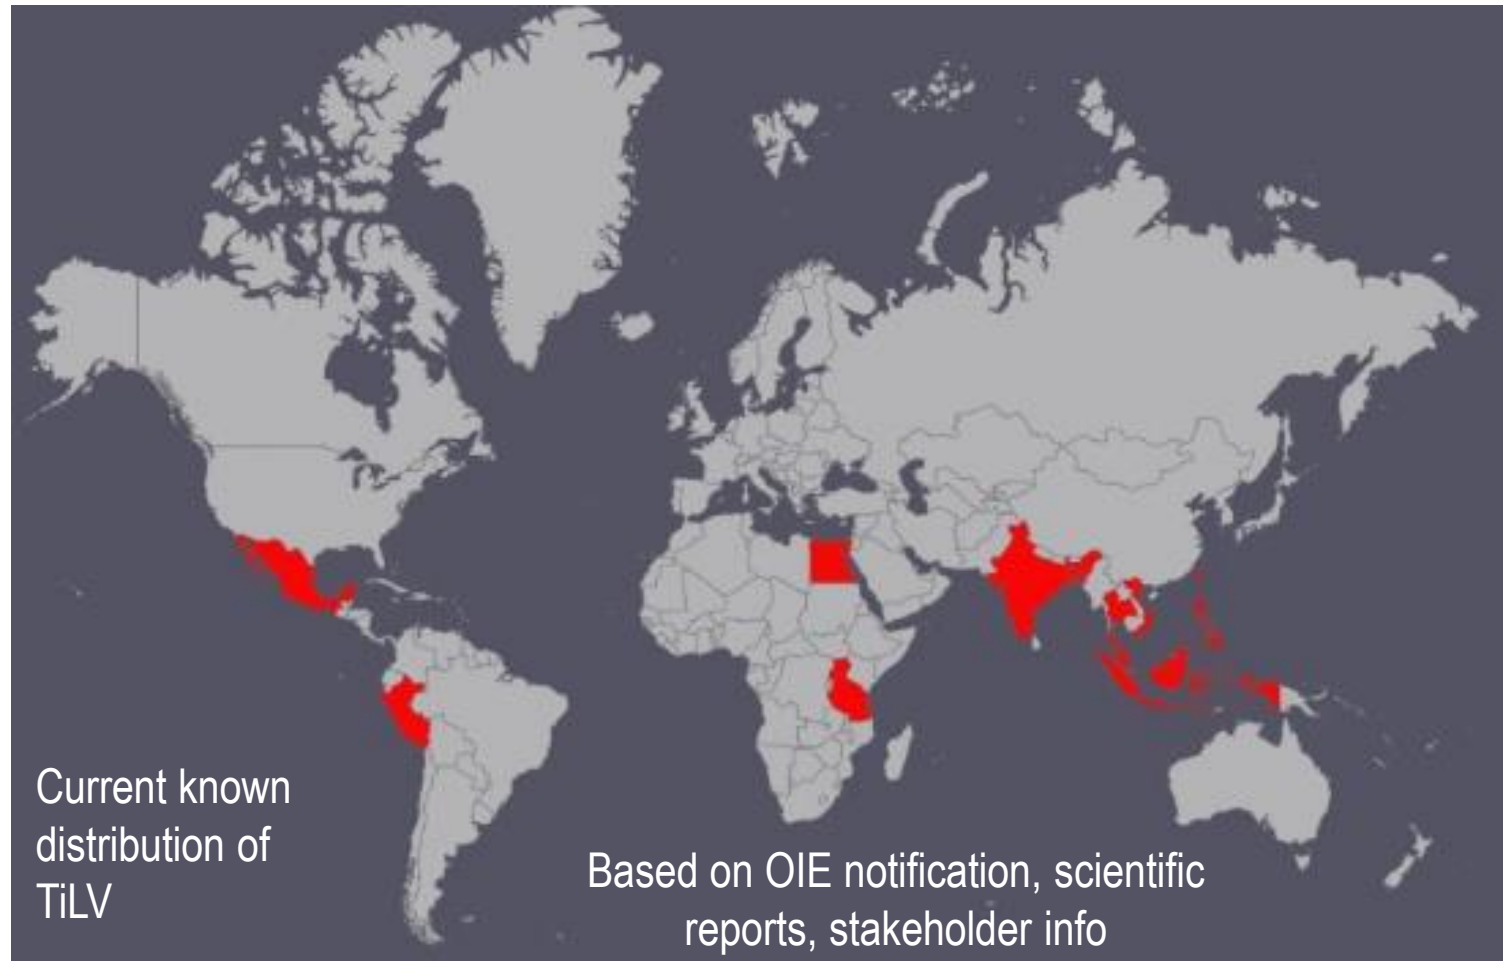 Current known
distribution of
TiLV
Based on OIE notification, scientific
reports, stakeholder info